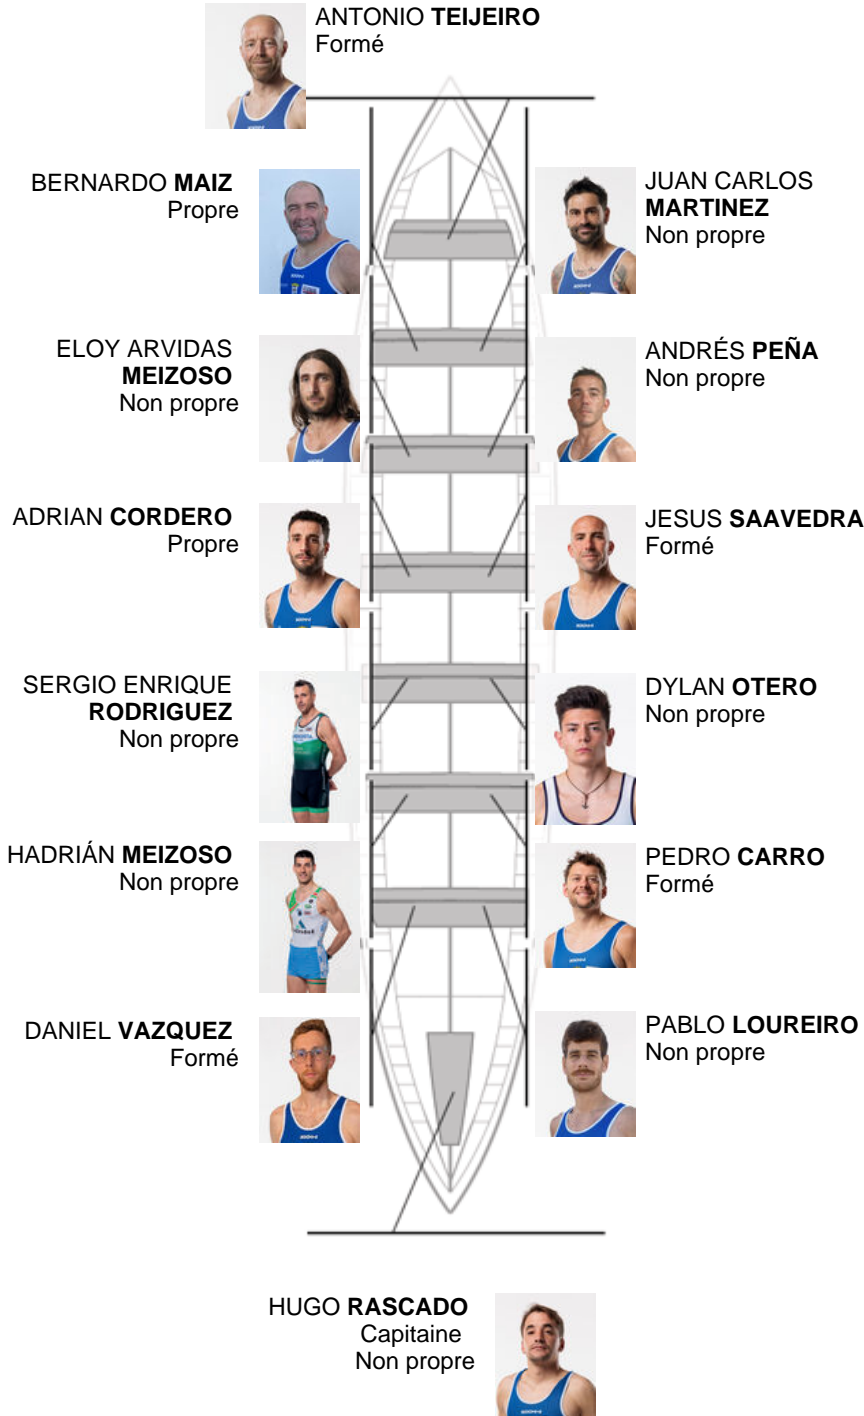 ANTONIO TEIJEIRO
Formé
BERNARDO MAIZ
Propre
JUAN CARLOS
MARTINEZ
Non propre
ELOY ARVIDAS
MEIZOSO
Non propre
ANDRÉS PEÑA
Non propre
ADRIAN CORDERO
Propre
JESUS SAAVEDRA
Formé
SERGIO ENRIQUE
RODRIGUEZ
Non propre
DYLAN OTERO
Non propre
HADRIÁN MEIZOSO
Non propre
PEDRO CARRO
Formé
DANIEL VAZQUEZ
Formé
PABLO LOUREIRO
Non propre
HUGO RASCADO
Capitaine
Non propre